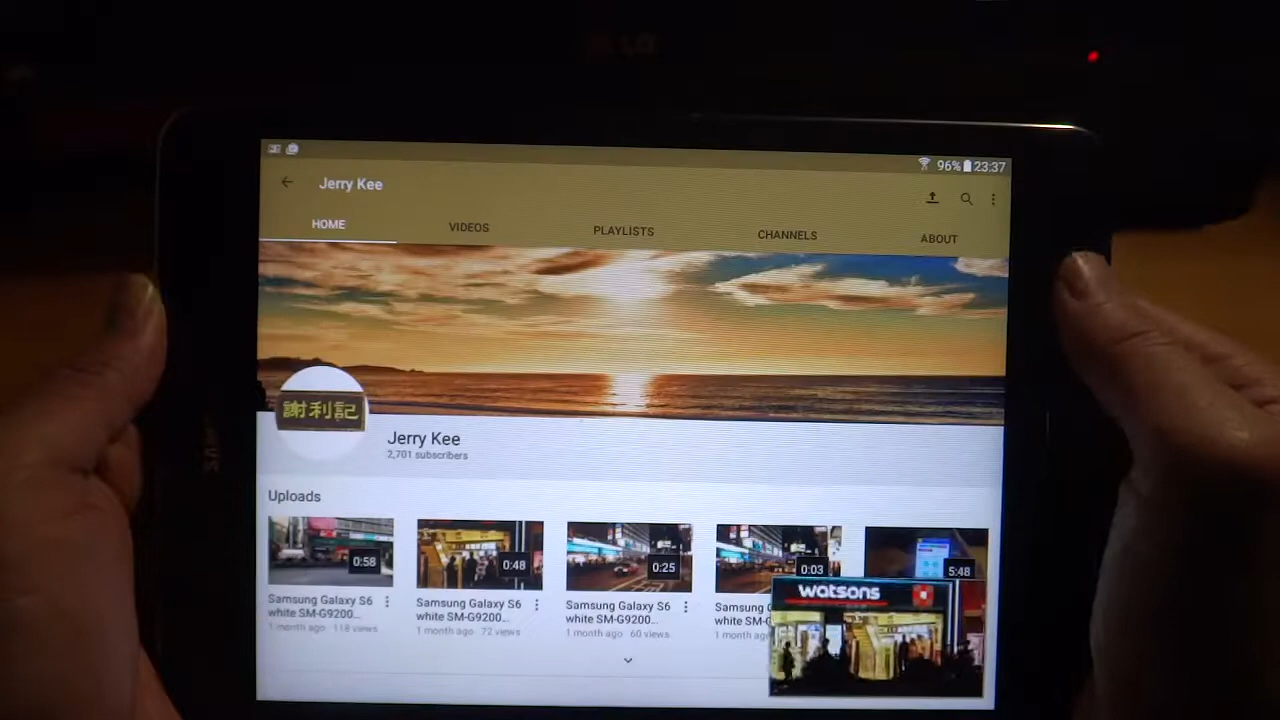 LG
96% 23:37
Jerry Kee
HOME VIDEOS PLAYLISTS CHANNELS ABOUT
謝利記
Jerry Kee
2,701 subscribers
Uploads
0:58 0:48 0:25 0:03 5:48
Samsung Galaxy S6
white SM-G9200...
1 month ago 118 views
Samsung Galaxy S6
white SM-G9200...
1 month ago 72 views
Samsung Galaxy S6
white SM-G9200...
1 month ago 60 views
Samsung
white SM-
1 month ago
watsons